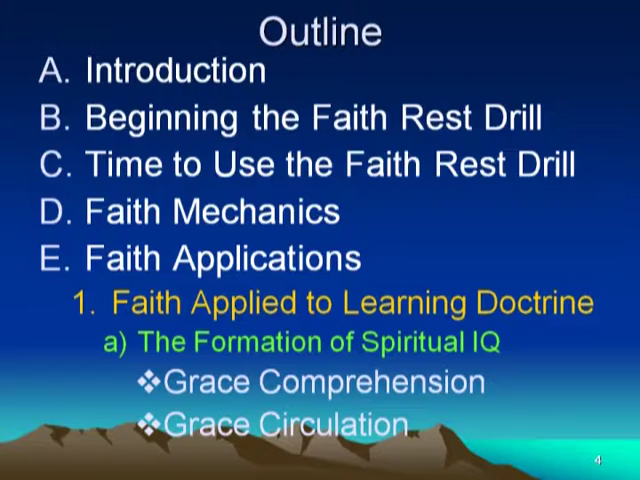 Outline
A. Introduction
B. Beginning the Faith Rest Drill
C. Time to Use the Faith Rest Drill
D. Faith Mechanics
E. Faith Applications
1. Faith Applied to Learning Doctrine
a) The Formation of Spiritual IQ
❖Grace Comprehension
❖Grace Circulation
4